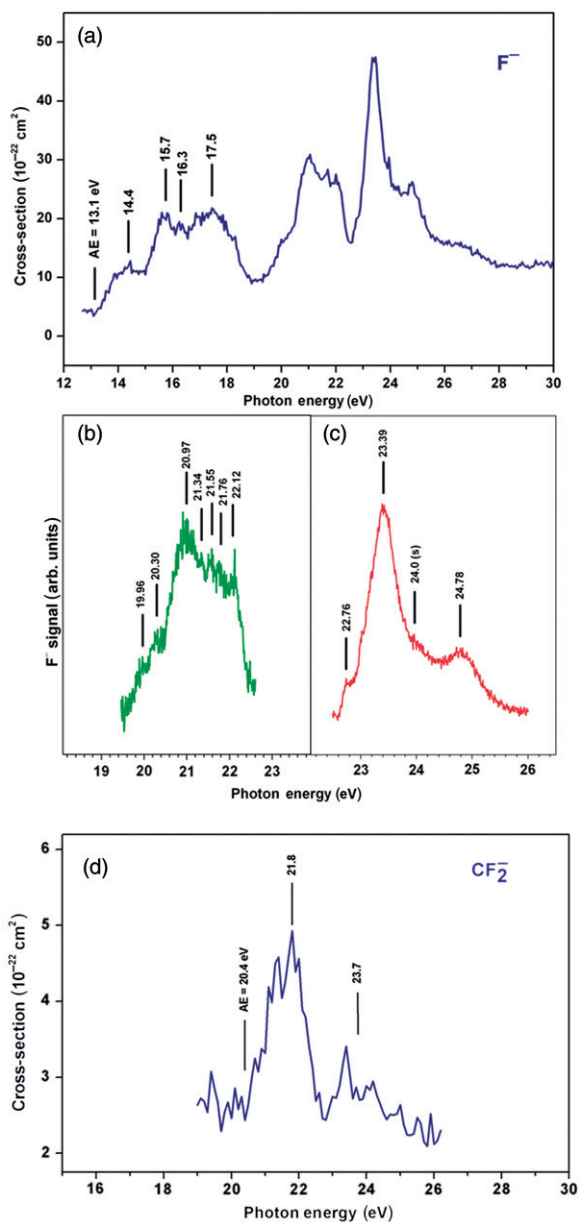 (a)
F⁻
Cross-section (10⁻²² cm²)
50
40
30
20
10
0
AE = 13.1 eV
14.4
15.7
16.3
17.5
12 14 16 18 20 22 24 26 28 30
Photon energy (eV)
(b)
F⁻ signal (arb. units)
19.96
20.30
20.97
21.34
21.55
21.76
22.12
19 20 21 22 23
(c)
22.76
23.39
24.0 (s)
24.78
23 24 25 26
Photon energy (eV)
(d)
CF₂⁻
Cross-section (10⁻²² cm²)
6
5
4
3
2
AE = 20.4 eV
21.8
23.7
16 18 20 22 24 26 28 30
Photon energy (eV)